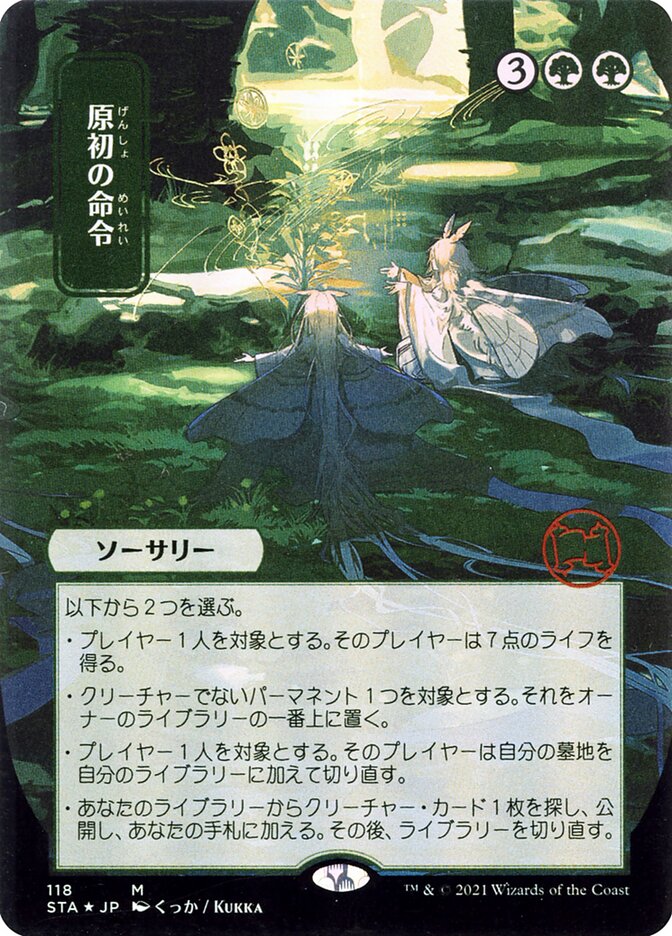 3
原初の命令
げんしょ めいれい
ソーサリー
以下から2つを選ぶ。
・プレイヤー1人を対象とする。そのプレイヤーは7点のライフを
得る。
・クリーチャーでないパーマネント1つを対象とする。それをオー
ナーのライブラリーの一番上に置く。
・プレイヤー1人を対象とする。そのプレイヤーは自分の墓地を
自分のライブラリーに加えて切り直す。
・あなたのライブラリーからクリーチャー・カード1枚を探し、公
開し、あなたの手札に加える。その後、ライブラリーを切り直す。
118 M
STA★JP くっか / KUKKA
™ & © 2021 Wizards of the Coast